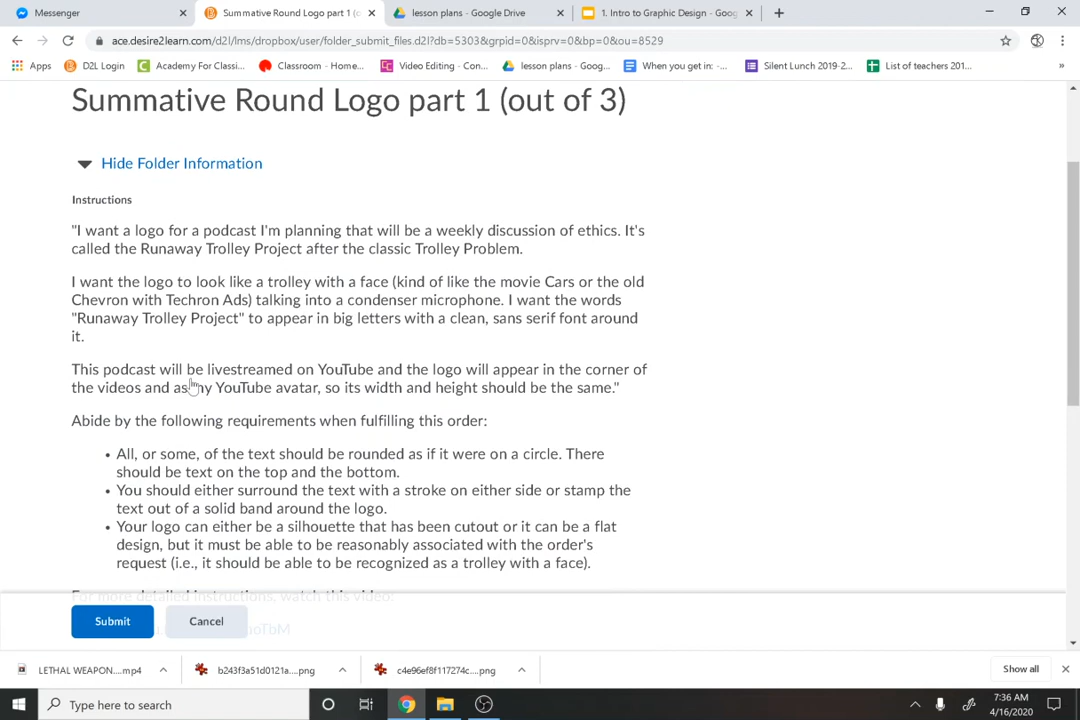 Messenger
Summative Round Logo part 1 (o
lesson plans - Google Drive
1. Intro to Graphic Design - Goog
ace.desire2learn.com/d2l/lms/dropbox/user/folder_submit_files.d2l?db=5303&grpid=0&isprv=0&bp=0&ou=8529
Apps
D2L Login
Academy For Classi...
Classroom - Home...
Video Editing - Con...
lesson plans - Goog...
When you get in: -...
Silent Lunch 2019-2...
List of teachers 201...
Summative Round Logo part 1 (out of 3)
Hide Folder Information
Instructions
"I want a logo for a podcast I'm planning that will be a weekly discussion of ethics. It's
called the Runaway Trolley Project after the classic Trolley Problem.
I want the logo to look like a trolley with a face (kind of like the movie Cars or the old
Chevron with Techron Ads) talking into a condenser microphone. I want the words
"Runaway Trolley Project" to appear in big letters with a clean, sans serif font around
it.
This podcast will be livestreamed on YouTube and the logo will appear in the corner of
the videos and as my YouTube avatar, so its width and height should be the same."
Abide by the following requirements when fulfilling this order:
• All, or some, of the text should be rounded as if it were on a circle. There
should be text on the top and the bottom.
• You should either surround the text with a stroke on either side or stamp the
text out of a solid band around the logo.
• Your logo can either be a silhouette that has been cutout or it can be a flat
design, but it must be able to be reasonably associated with the order's
request (i.e., it should be able to be recognized as a trolley with a face).
For more detailed instructions, watch this video:
Submit
Cancel
LETHAL WEAPON....mp4
b243f3a51d0121a....png
c4e96ef8f117274c....png
Show all
Type here to search
7:36 AM
4/16/2020